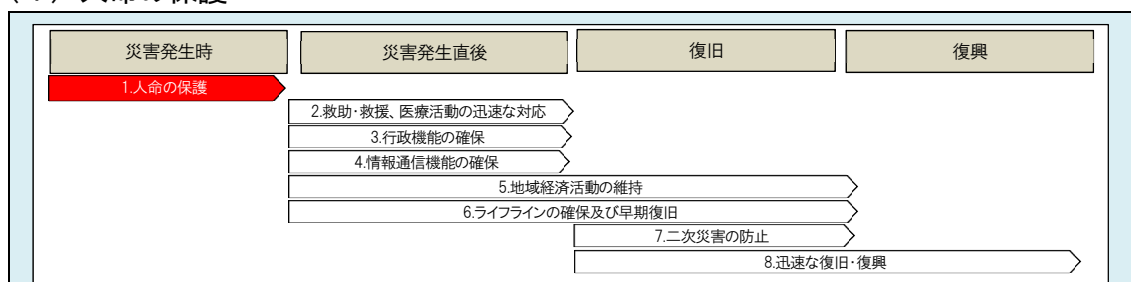 災害発生時
災害発生直後
復旧
復興
1.人命の保護
2.救助・救援、医療活動の迅速な対応
3.行政機能の確保
4.情報通信機能の確保
5.地域経済活動の維持
6.ライフラインの確保及び早期復旧
7.二次災害の防止
8.迅速な復旧・復興